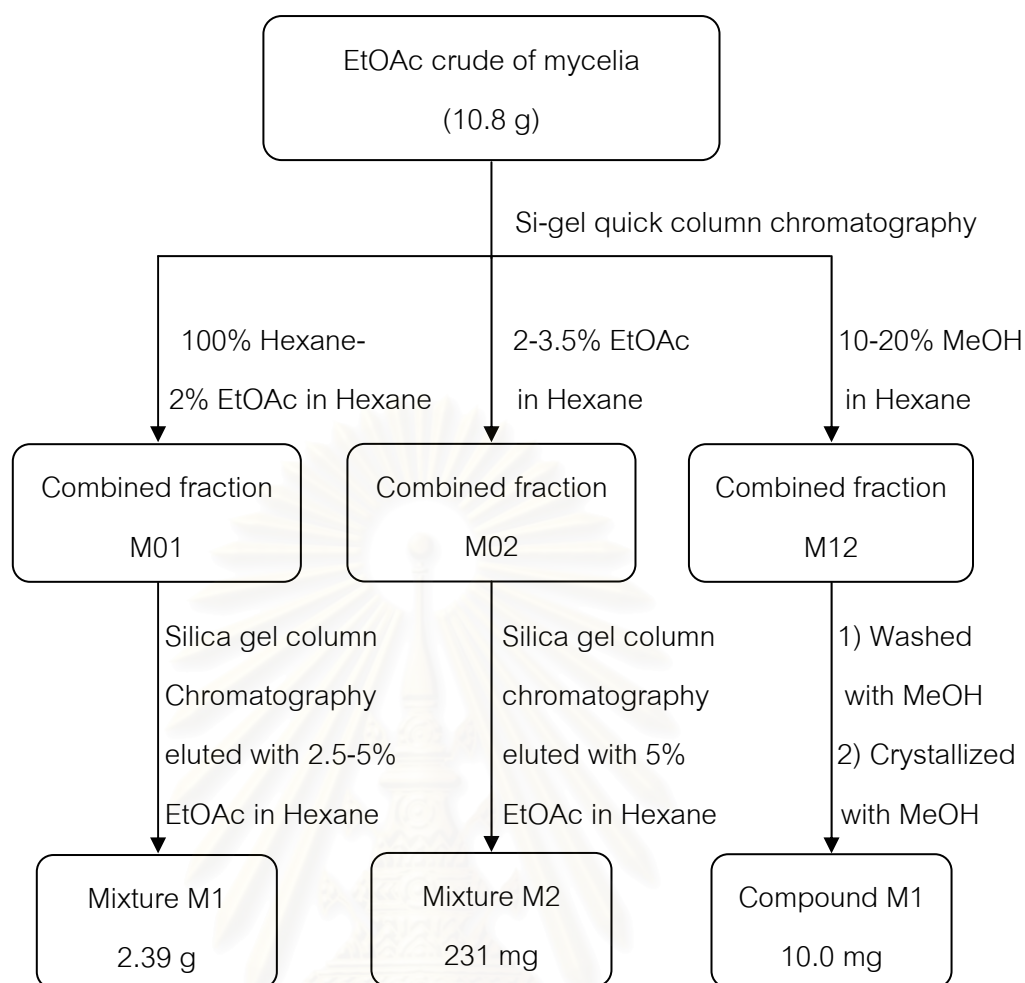 EtOAc crude of mycelia
(10.8 g)
Si-gel quick column chromatography
100% Hexane-
2% EtOAc in Hexane
2-3.5% EtOAc
in Hexane
10-20% MeOH
in Hexane
Combined fraction
M01
Combined fraction
M02
Combined fraction
M12
Silica gel column
Chromatography
eluted with 2.5-5%
EtOAc in Hexane
Silica gel column
chromatography
eluted with 5%
EtOAc in Hexane
1) Washed
with MeOH
2) Crystallized
with MeOH
Mixture M1
2.39 g
Mixture M2
231 mg
Compound M1
10.0 mg